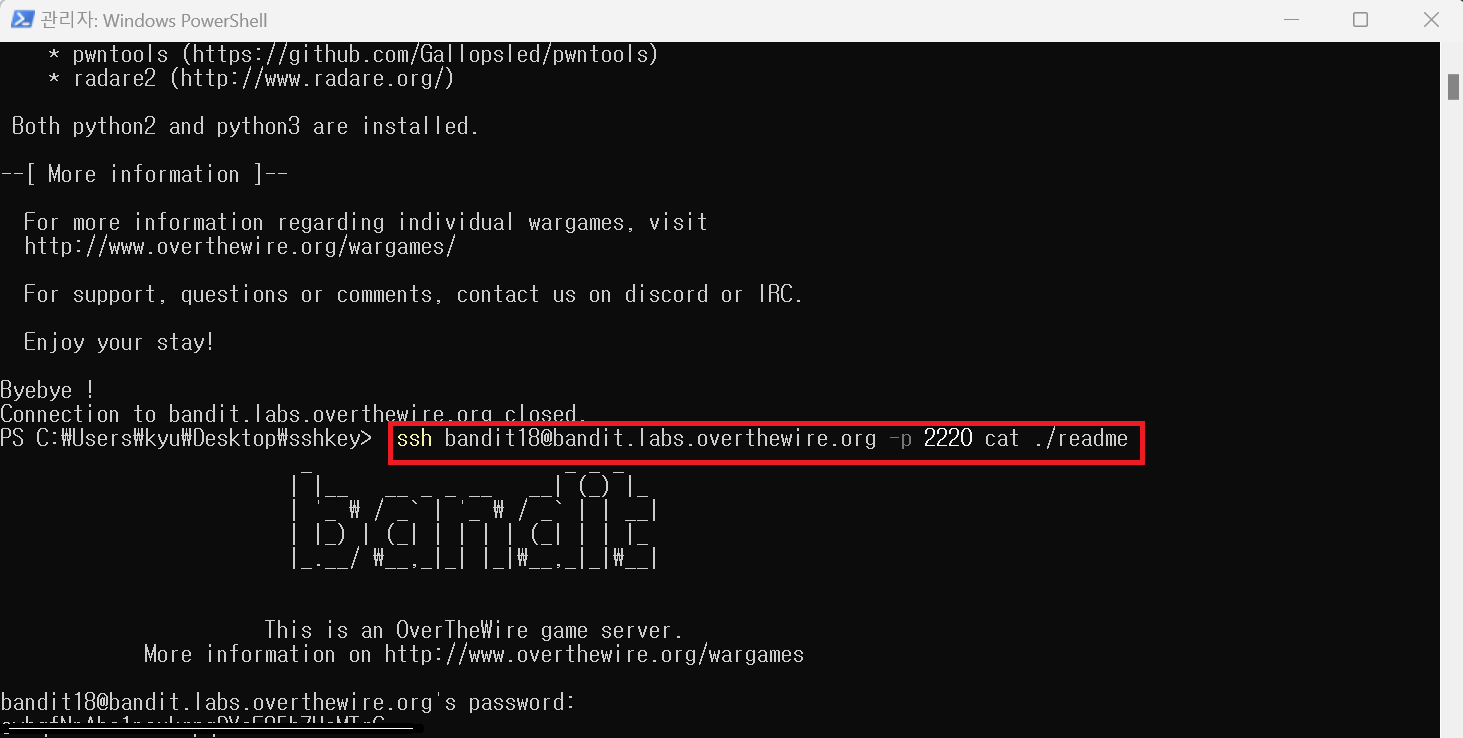 관리자: Windows PowerShell
* pwntools (https://github.com/Gallopsled/pwntools)
* radare2 (http://www.radare.org/)
Both python2 and python3 are installed.
--[ More information ]--
For more information regarding individual wargames, visit
http://www.overthewire.org/wargames/
For support, questions or comments, contact us on discord or IRC.
Enjoy your stay!
Byebye !
Connection to bandit.labs.overthewire.org closed.
PS C:₩Users₩kyu₩Desktop₩sshkey> ssh bandit18@bandit.labs.overthewire.org -p 2220 cat ./readme
bandit
This is an OverTheWire game server.
More information on http://www.overthewire.org/wargames
bandit18@bandit.labs.overthewire.org's password: